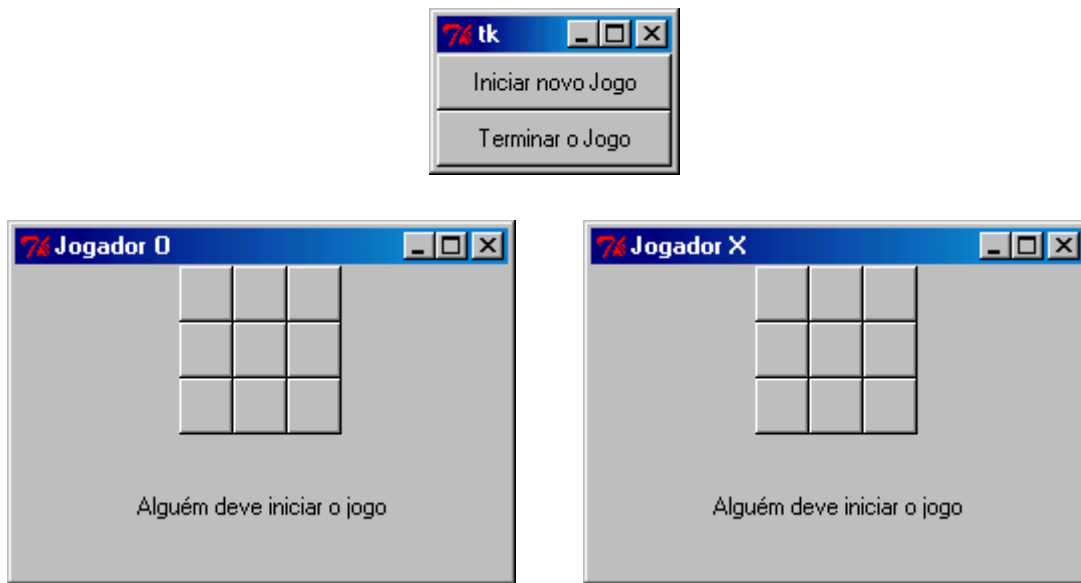 tk
Iniciar novo Jogo
Terminar o Jogo
Jogador O
Alguém deve iniciar o jogo
Jogador X
Alguém deve iniciar o jogo